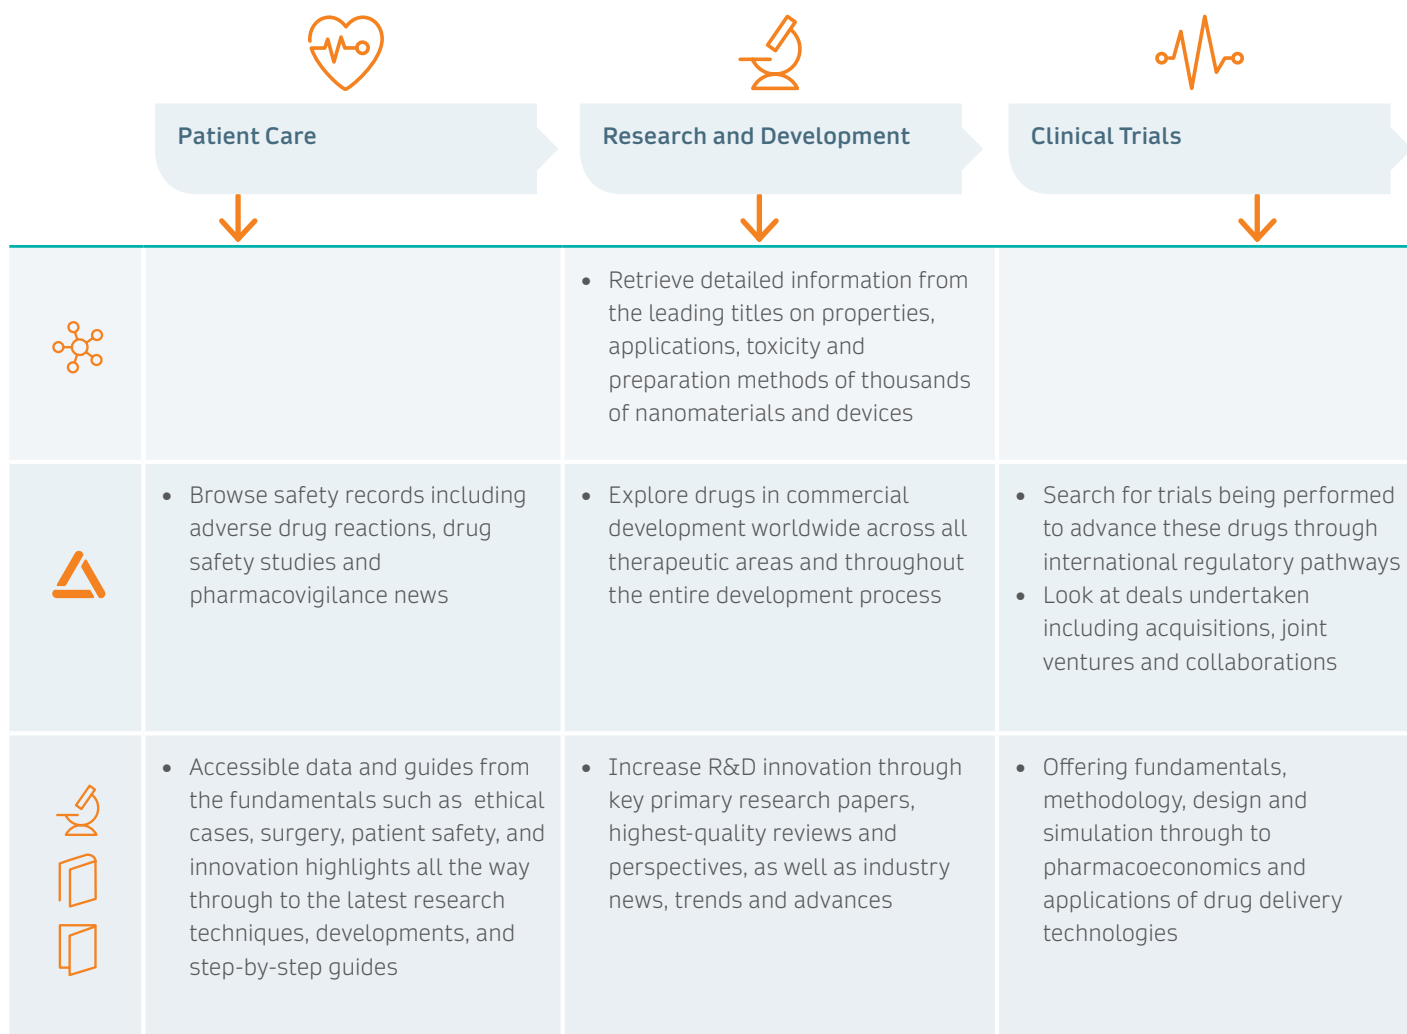 Patient Care
Research and Development
Clinical Trials
• Retrieve detailed information from
the leading titles on properties,
applications, toxicity and
preparation methods of thousands
of nanomaterials and devices
• Browse safety records including
adverse drug reactions, drug
safety studies and
pharmacovigilance news
• Explore drugs in commercial
development worldwide across all
therapeutic areas and throughout
the entire development process
• Search for trials being performed
to advance these drugs through
international regulatory pathways
• Look at deals undertaken
including acquisitions, joint
ventures and collaborations
• Accessible data and guides from
the fundamentals such as  ethical
cases, surgery, patient safety, and
innovation highlights all the way
through to the latest research
techniques, developments, and
step-by-step guides
• Increase R&D innovation through
key primary research papers,
highest-quality reviews and
perspectives, as well as industry
news, trends and advances
• Offering fundamentals,
methodology, design and
simulation through to
pharmacoeconomics and
applications of drug delivery
technologies